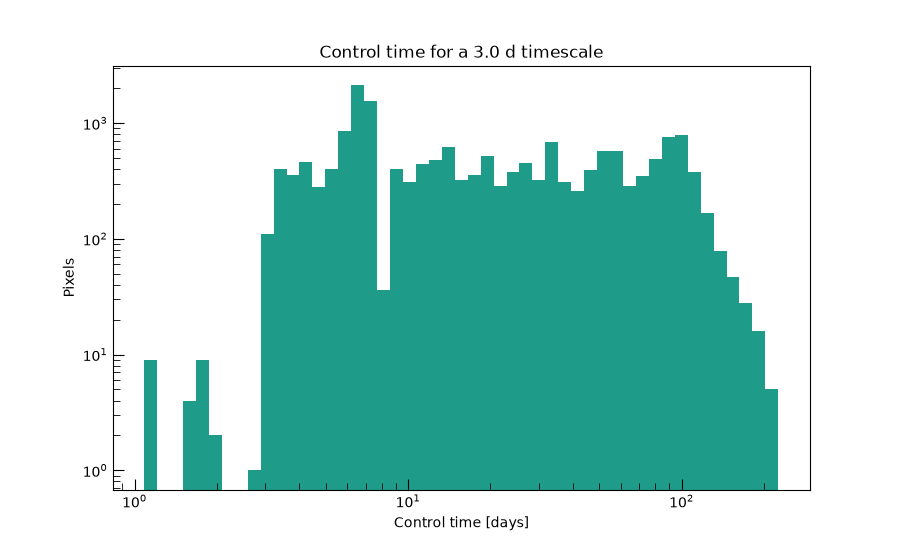 Control time for a 3.0 d timescale
Pixels
10³
10²
10¹
10⁰
10⁰ 10¹ 10²
Control time [days]